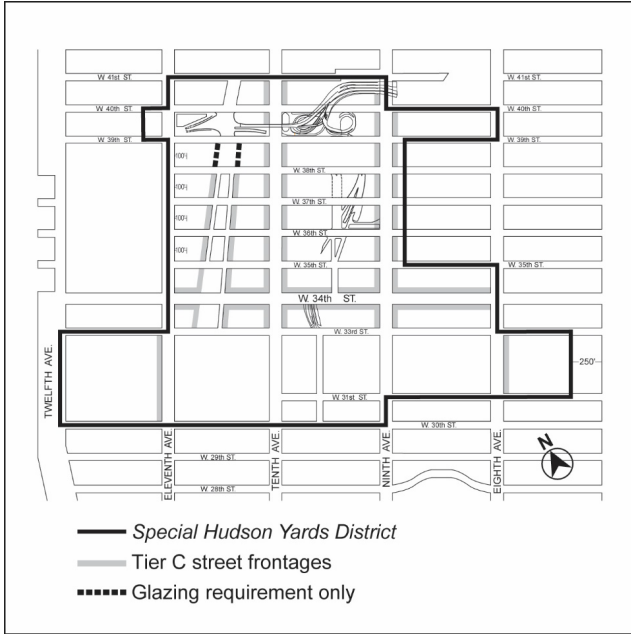 W. 41st ST. W. 41st ST.
W. 40th ST. W. 40th ST.
W. 39th ST. W. 39th ST.
100'
W. 38th ST.
100'
W. 37th ST.
100'
W. 36th ST.
100'
W. 35th ST. W. 35th ST.
W. 34th ST.
W. 33rd ST.
250'
TWELFTH AVE.
W. 31st ST.
W. 30th ST.
ELEVENTH AVE.
TENTH AVE.
NINTH AVE.
EIGHTH AVE.
N
W. 29th ST.
W. 28th ST.
Special Hudson Yards District
Tier C street frontages
Glazing requirement only